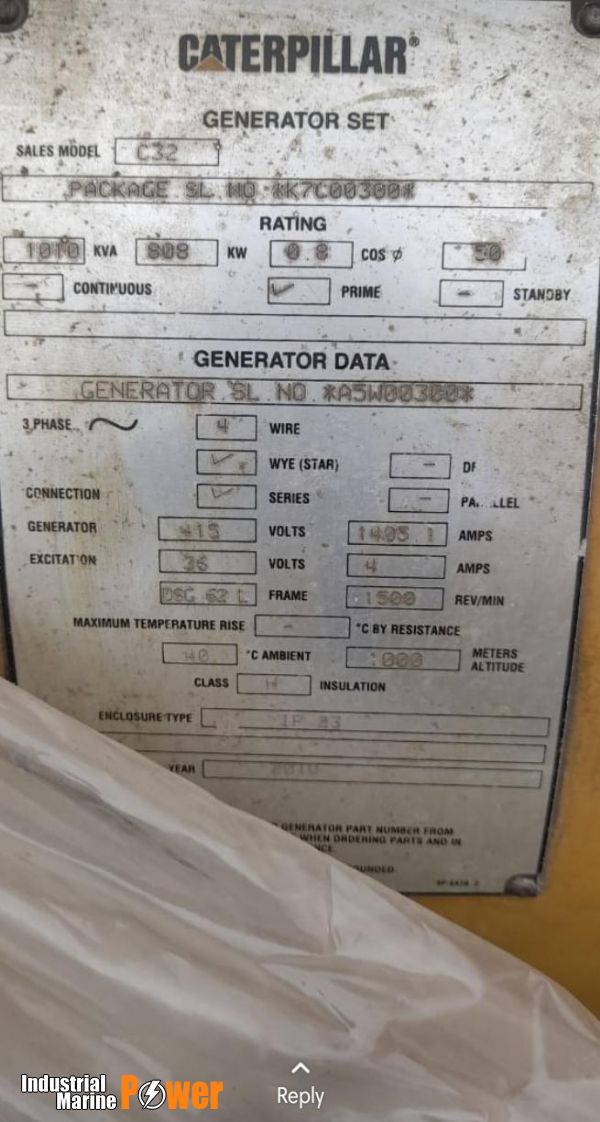 CATERPILLAR®
GENERATOR SET
SALES MODEL C32
PACKAGE SL NO *K7C00300*
RATING
1010 KVA 808 KW 0.8 COS ø 50
- CONTINUOUS ✓ PRIME - STANDBY
GENERATOR DATA
GENERATOR SL NO *A5W00300*
3 PHASE 4 WIRE
✓ WYE (STAR) -
CONNECTION ✓ SERIES -
GENERATOR 415 VOLTS 1405.1 AMPS
EXCITATION 36 VOLTS 4 AMPS
DSG 62 L FRAME 1500 REV/MIN
MAXIMUM TEMPERATURE RISE - °C BY RESISTANCE
40 °C AMBIENT 1000 METERS ALTITUDE
CLASS H INSULATION
ENCLOSURE TYPE IP
YEAR 2010
GENERATOR PART NUMBER FROM
WHEN ORDERING PARTS AND IN
Reply
Industrial Marine Power